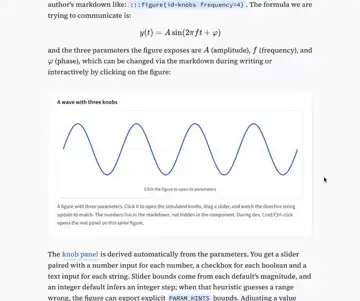 author's markdown like: :::figure{id=knobs frequency=4}. The formula we are
trying to communicate is:
y(t) = A sin(2πft + φ)
and the three parameters the figure exposes are A (amplitude), f (frequency), and
φ (phase), which can be changed via the markdown during writing or
interactively by clicking on the figure:
A wave with three knobs
Click the figure to open its parameters
A figure with three parameters. Click it to open the simulated knobs, drag a slider, and watch the directive string
update to match. The numbers live in the markdown, not hidden in the component. During dev, Cmd/Ctrl-click
opens the real panel on this same figure.
The knob panel is derived automatically from the parameters. You get a slider
paired with a number input for each number, a checkbox for each boolean and a
text input for each string. Slider bounds come from each default's magnitude, and
an integer default infers an integer step; when that heuristic guesses a range
wrong, the figure can export explicit PARAM_HINTS bounds. Adjusting a value